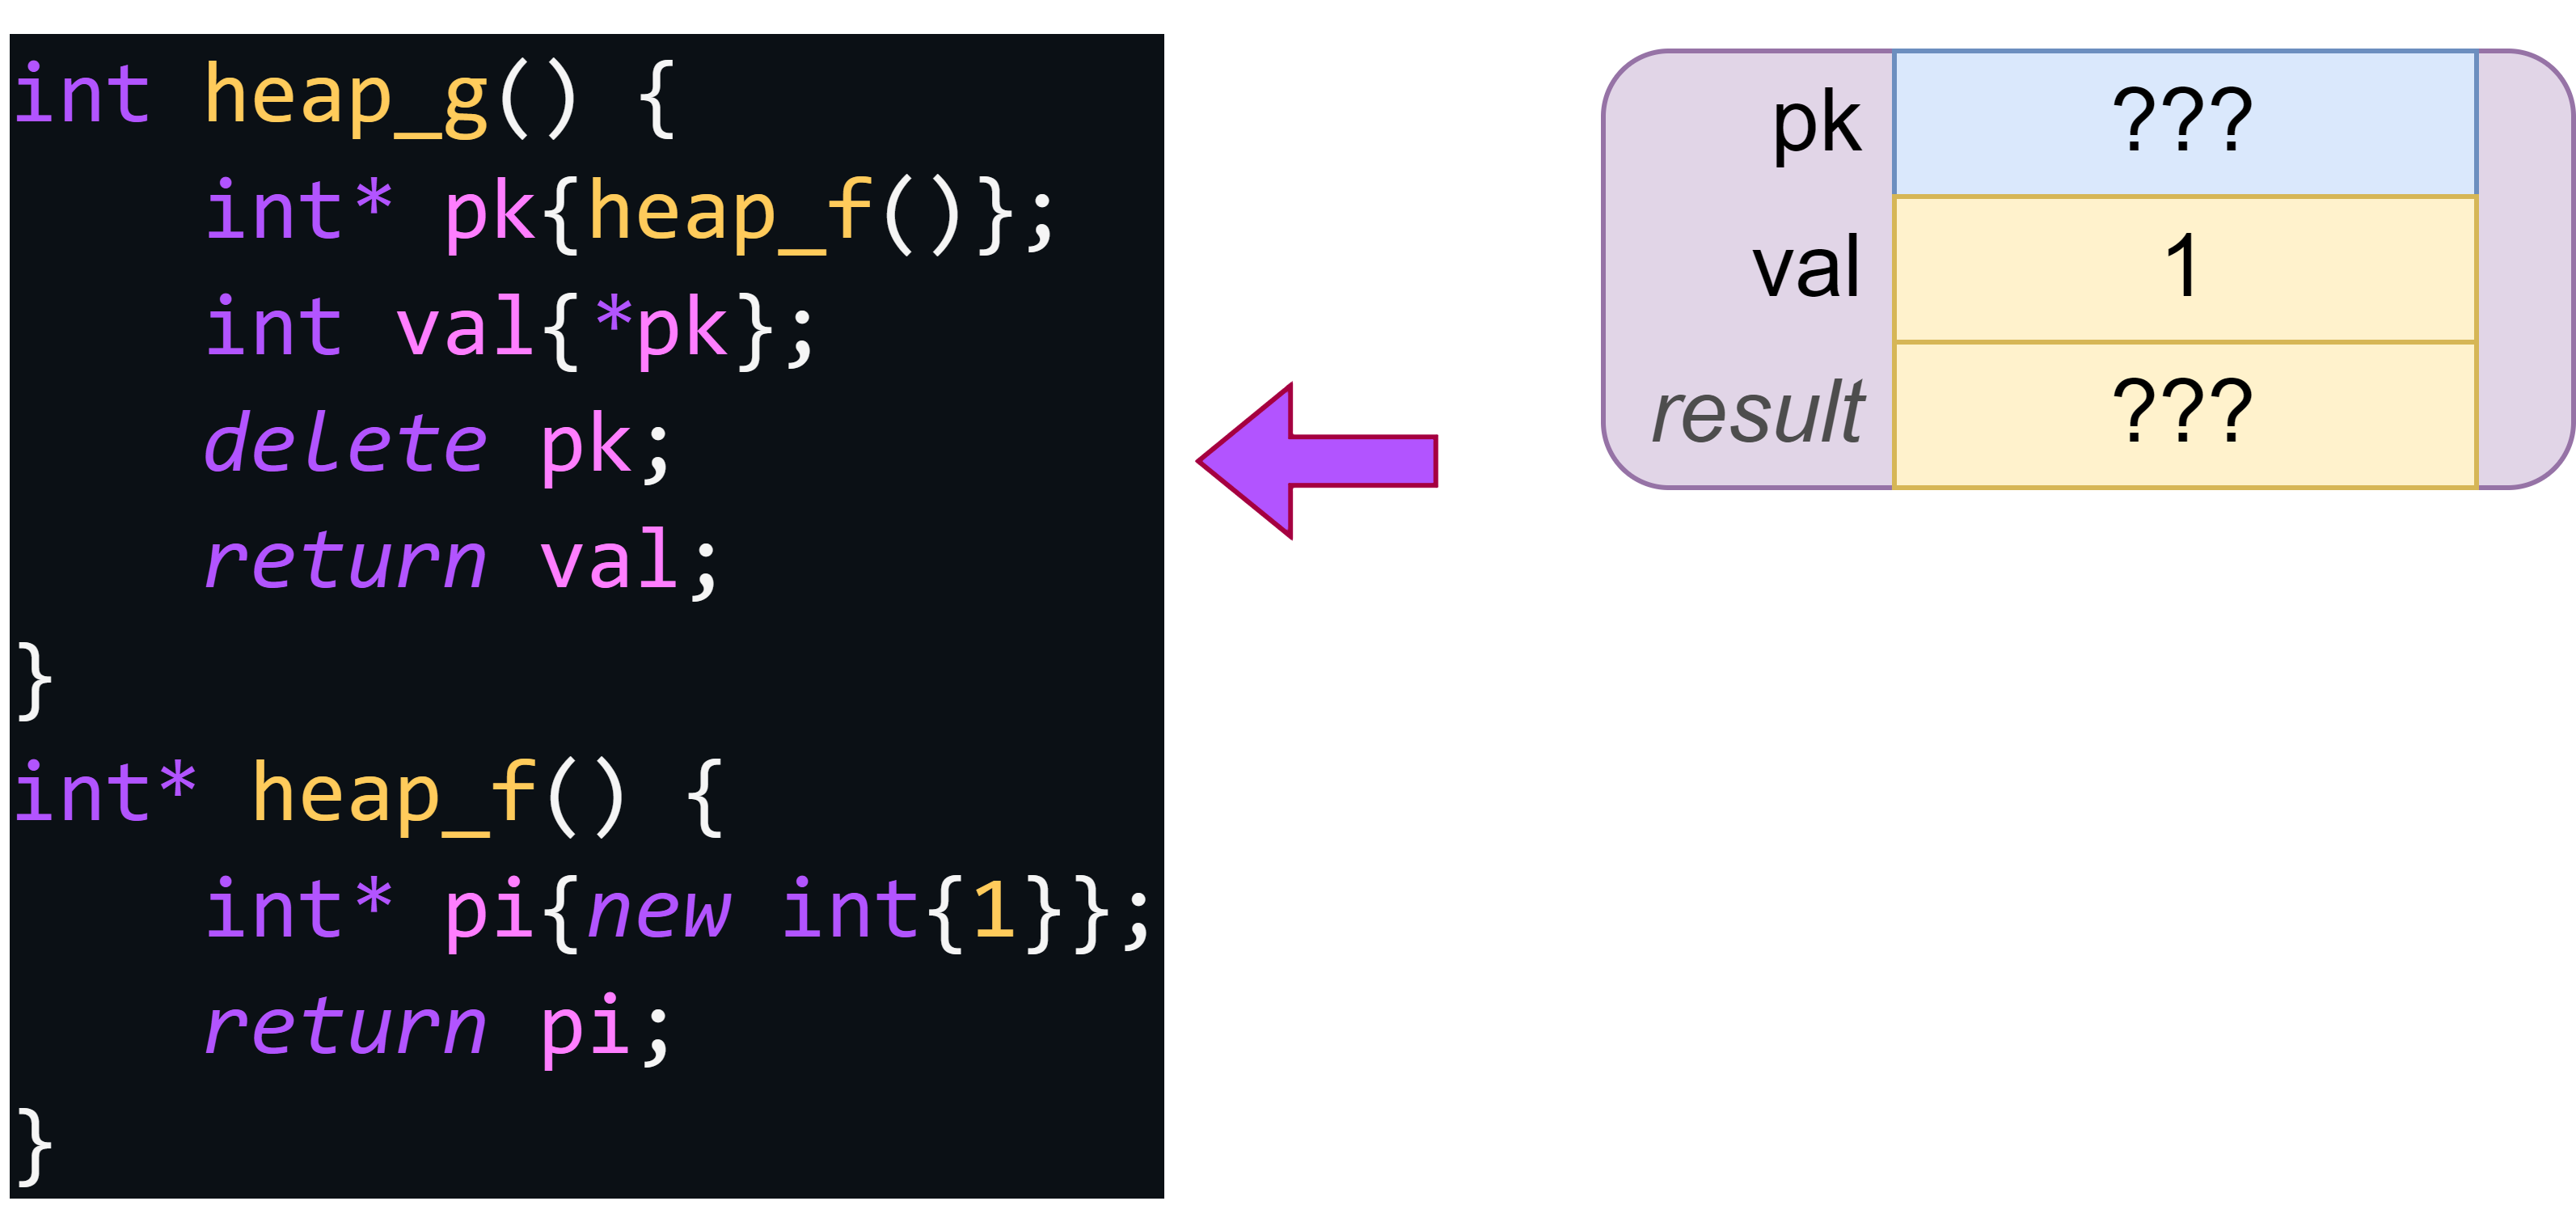 int heap_g() {
    int* pk{heap_f()};
    int val{*pk};
    delete pk;
    return val;
}
int* heap_f() {
    int* pi{new int{1}};
    return pi;
}
pk ???
val 1
result ???